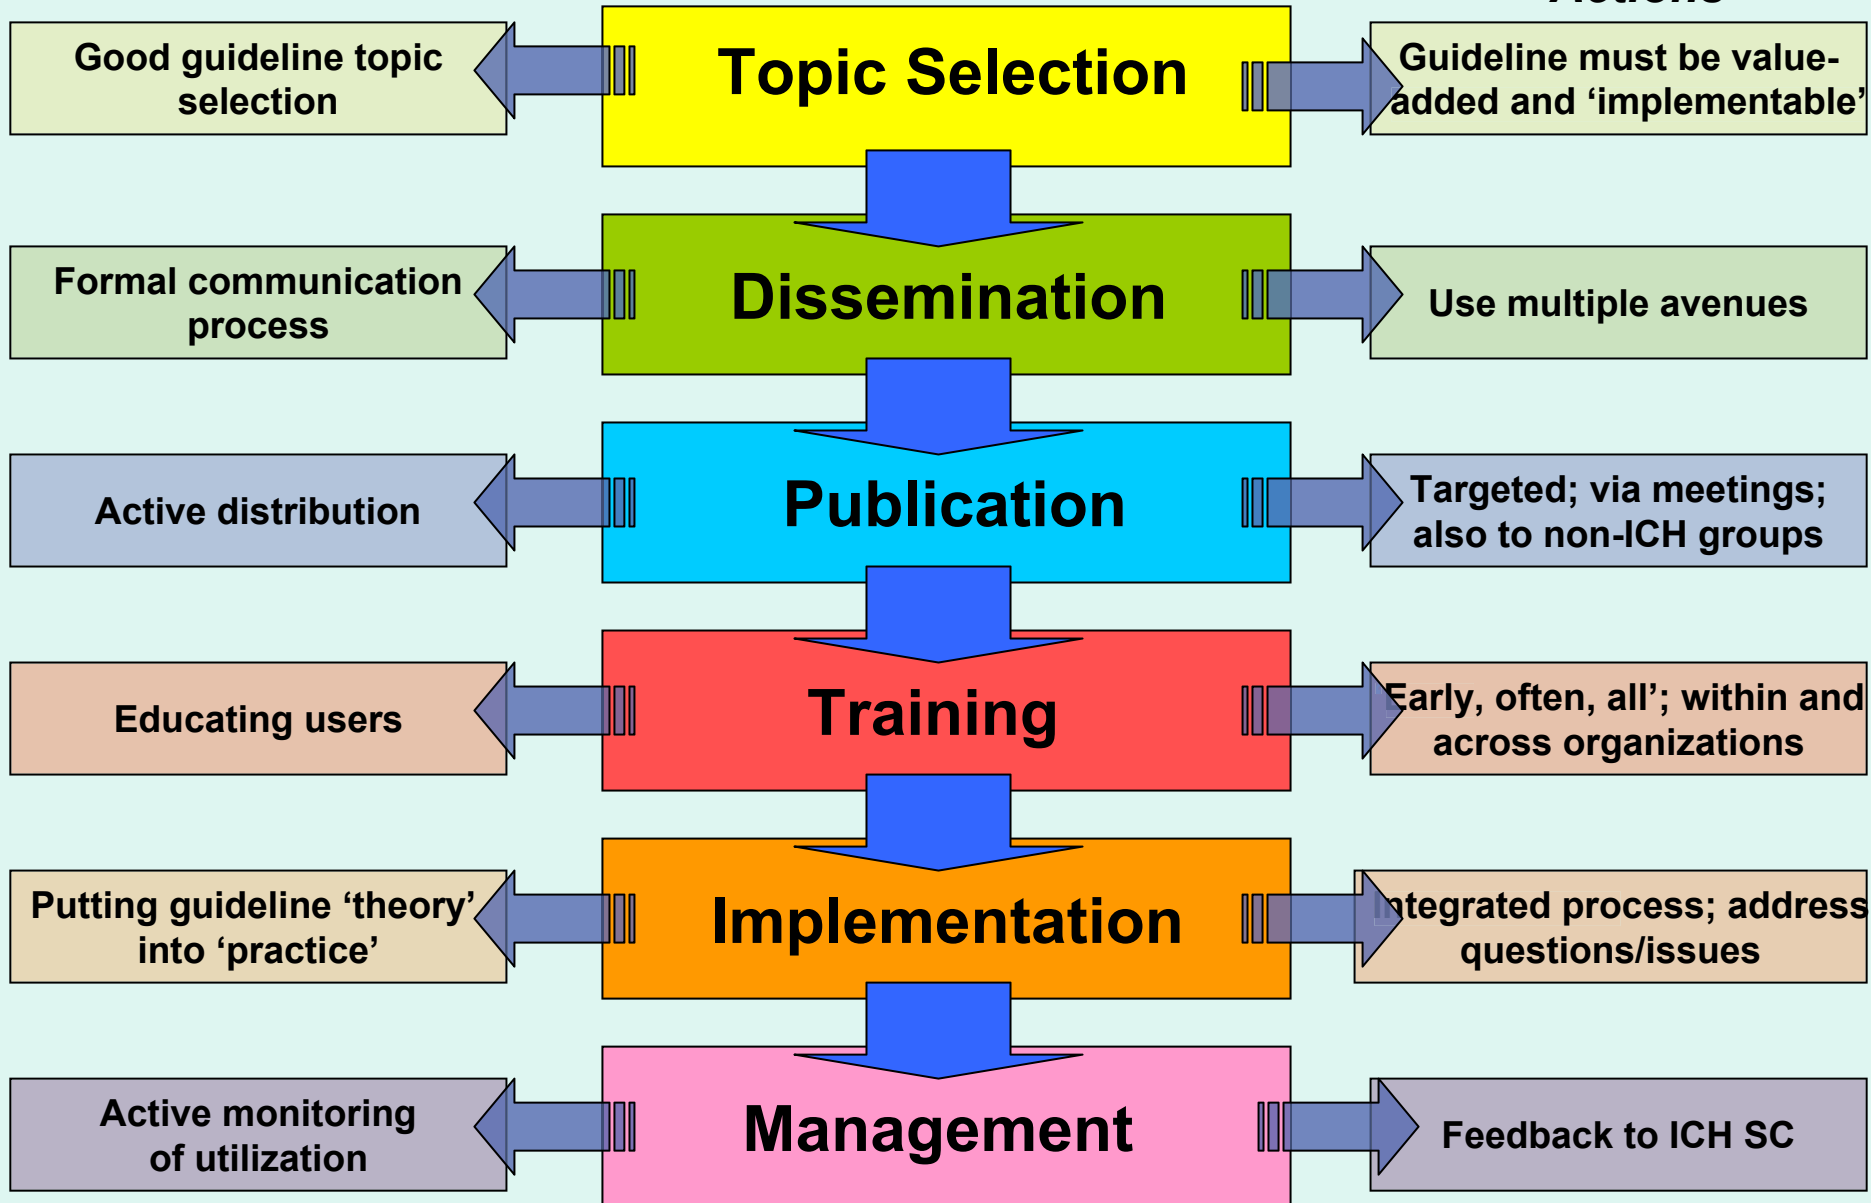 Actions
Good guideline topic
selection
Topic Selection
Guideline must be value-
added and ‘implementable’
Formal communication
process
Dissemination
Use multiple avenues
Active distribution
Publication
Targeted; via meetings;
also to non-ICH groups
Educating users
Training
‘Early, often, all’; within and
across organizations
Putting guideline ‘theory’
into ‘practice’
Implementation
Integrated process; address
questions/issues
Active monitoring
of utilization
Management
Feedback to ICH SC